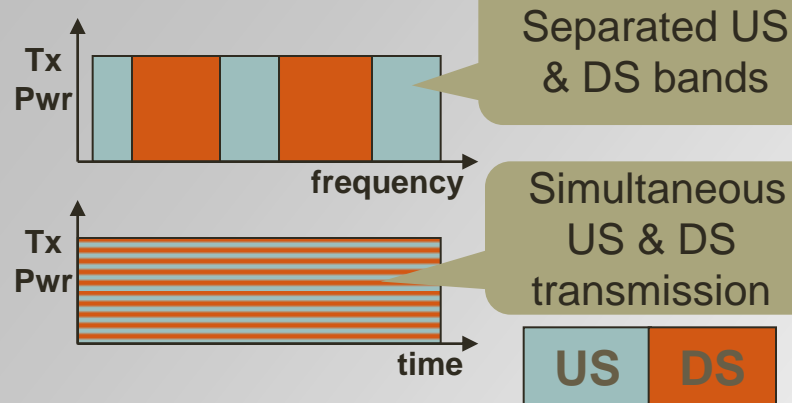 Separated US
& DS bands
Tx
Pwr
frequency
Simultaneous
US & DS
transmission
Tx
Pwr
time
US DS